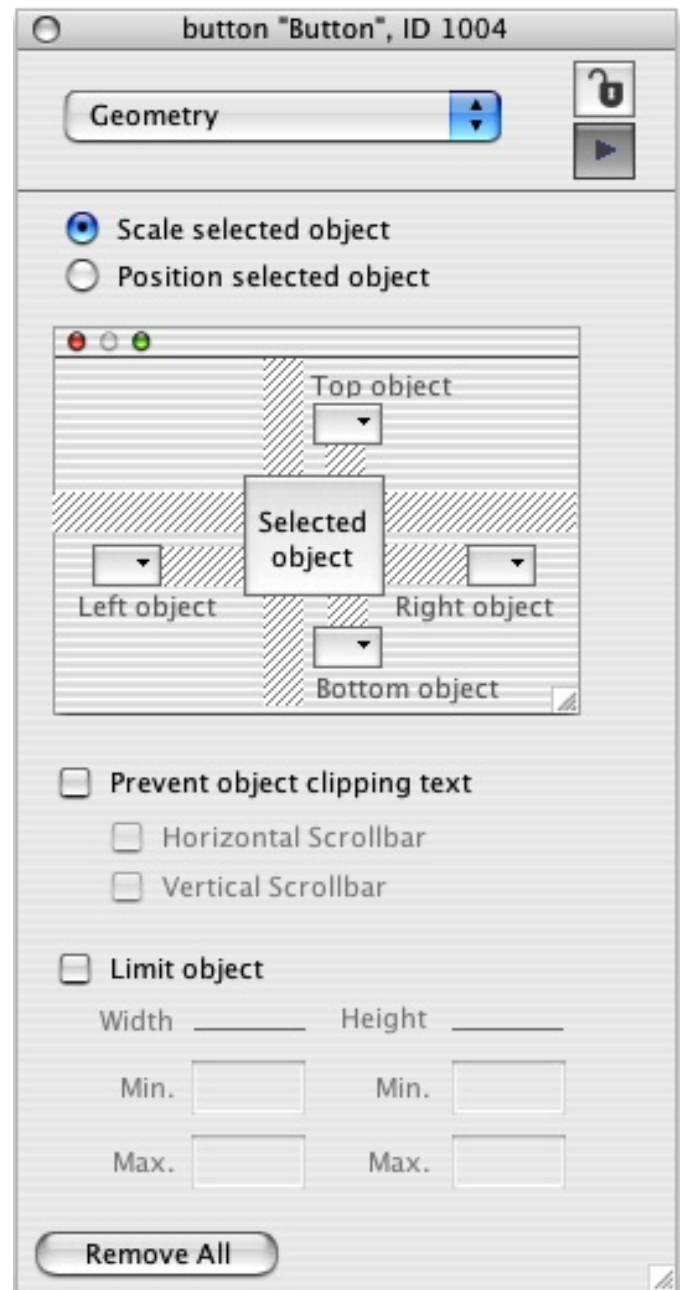 button "Button", ID 1004
Geometry
Scale selected object
Position selected object
Top object
Selected
object
Left object
Right object
Bottom object
Prevent object clipping text
Horizontal Scrollbar
Vertical Scrollbar
Limit object
Width Height
Min. Min.
Max. Max.
Remove All